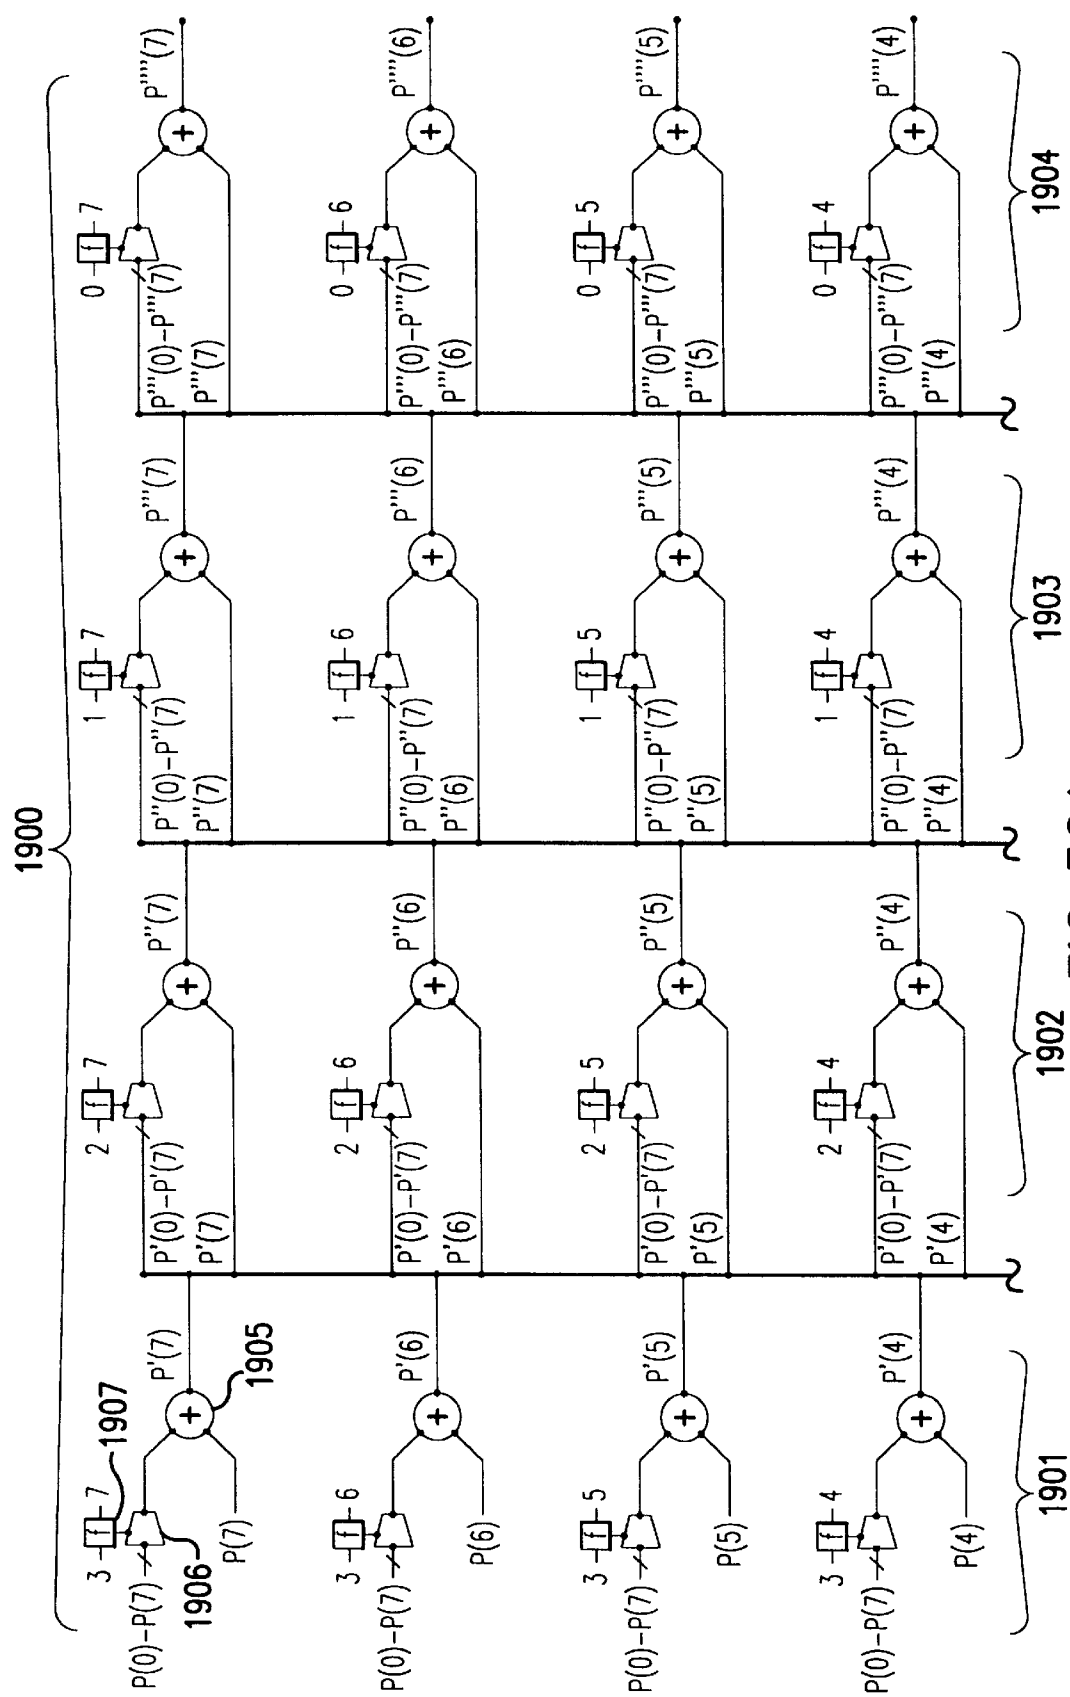 1900
3 f 7
1907
P(0)–P(7)
1906
P(7)
+
1905
P'(7)
2 f 7
P'(0)–P'(7)
P'(7)
+
P''(7)
1 f 7
P''(0)–P''(7)
P''(7)
+
P'''(7)
0 f 7
P'''(0)–P'''(7)
P'''(7)
+
P''''(7)
3 f 6
P(0)–P(7)
P(6)
+
P'(6)
2 f 6
P'(0)–P'(7)
P'(6)
+
P''(6)
1 f 6
P''(0)–P''(7)
P''(6)
+
P'''(6)
0 f 6
P'''(0)–P'''(7)
P'''(6)
+
P''''(6)
3 f 5
P(0)–P(7)
P(5)
+
P'(5)
2 f 5
P'(0)–P'(7)
P'(5)
+
P''(5)
1 f 5
P''(0)–P''(7)
P''(5)
+
P'''(5)
0 f 5
P'''(0)–P'''(7)
P'''(5)
+
P''''(5)
3 f 4
P(0)–P(7)
P(4)
+
P'(4)
2 f 4
P'(0)–P'(7)
P'(4)
+
P''(4)
1 f 4
P''(0)–P''(7)
P''(4)
+
P'''(4)
0 f 4
P'''(0)–P'''(7)
P'''(4)
+
P''''(4)
1901
1902
1903
1904